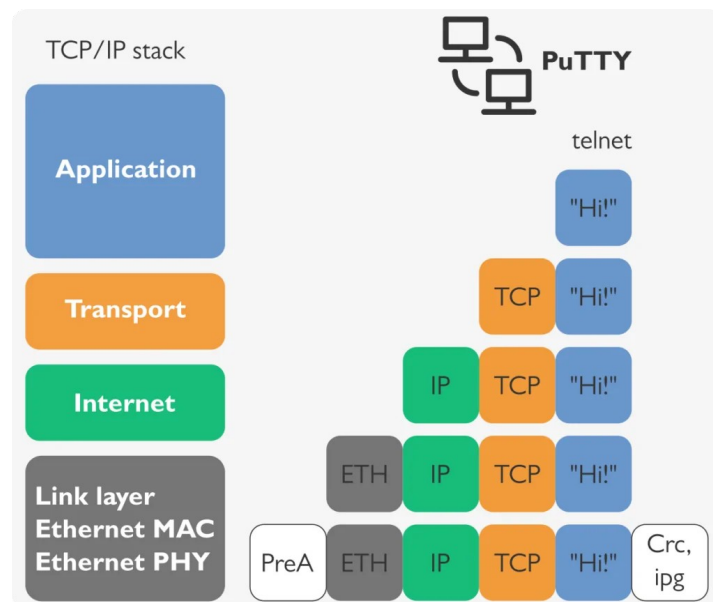 TCP/IP stack
PuTTY
telnet
Application
"Hi!"
Transport
TCP "Hi!"
Internet
IP TCP "Hi!"
Link layer
Ethernet MAC
Ethernet PHY
ETH IP TCP "Hi!"
PreA ETH IP TCP "Hi!" Crc,
ipg